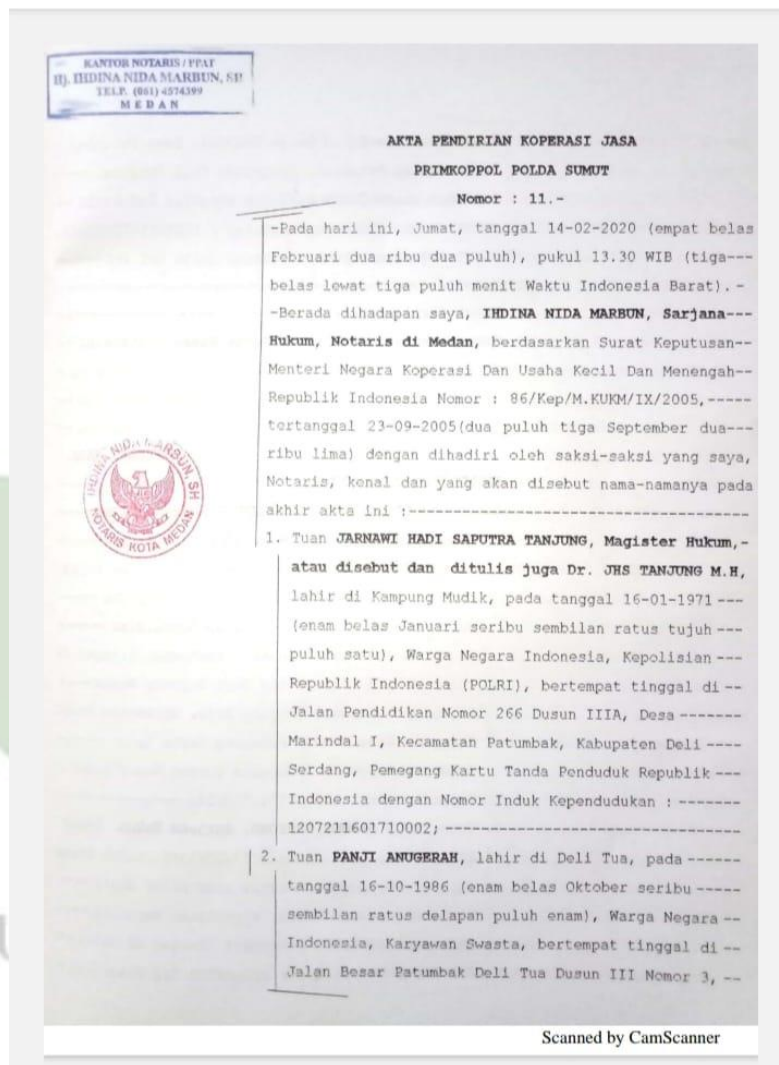 KANTOR NOTARIS / PPAT
Hj. IHDINA NIDA MARBUN, SH
TELP. (061) 4574399
MEDAN
AKTA PENDIRIAN KOPERASI JASA
PRIMKOPPOL POLDA SUMUT
Nomor : 11.-
-Pada hari ini, Jumat, tanggal 14-02-2020 (empat belas
Februari dua ribu dua puluh), pukul 13.30 WIB (tiga---
belas lewat tiga puluh menit Waktu Indonesia Barat). -
-Berada dihadapan saya, IHDINA NIDA MARBUN, Sarjana---
Hukum, Notaris di Medan, berdasarkan Surat Keputusan--
Menteri Negara Koperasi Dan Usaha Kecil Dan Menengah--
Republik Indonesia Nomor : 86/Kep/M.KUKM/IX/2005,-----
tertanggal 23-09-2005(dua puluh tiga September dua---
ribu lima) dengan dihadiri oleh saksi-saksi yang saya,
Notaris, kenal dan yang akan disebut nama-namanya pada
akhir akta ini :--------------------------------------
IHDINA NIDA MARBUN, SH
NOTARIS KOTA MEDAN
1. Tuan JARNAWI HADI SAPUTRA TANJUNG, Magister Hukum,-
atau disebut dan ditulis juga Dr. JHS TANJUNG M.H,
lahir di Kampung Mudik, pada tanggal 16-01-1971 ---
(enam belas Januari seribu sembilan ratus tujuh ---
puluh satu), Warga Negara Indonesia, Kepolisian ---
Republik Indonesia (POLRI), bertempat tinggal di --
Jalan Pendidikan Nomor 266 Dusun IIIA, Desa -------
Marindal I, Kecamatan Patumbak, Kabupaten Deli ----
Serdang, Pemegang Kartu Tanda Penduduk Republik ---
Indonesia dengan Nomor Induk Kependudukan : -------
1207211601710002; ---------------------------------
2. Tuan PANJI ANUGERAH, lahir di Deli Tua, pada ------
tanggal 16-10-1986 (enam belas Oktober seribu -----
sembilan ratus delapan puluh enam), Warga Negara --
Indonesia, Karyawan Swasta, bertempat tinggal di --
Jalan Besar Patumbak Deli Tua Dusun III Nomor 3, --
Scanned by CamScanner